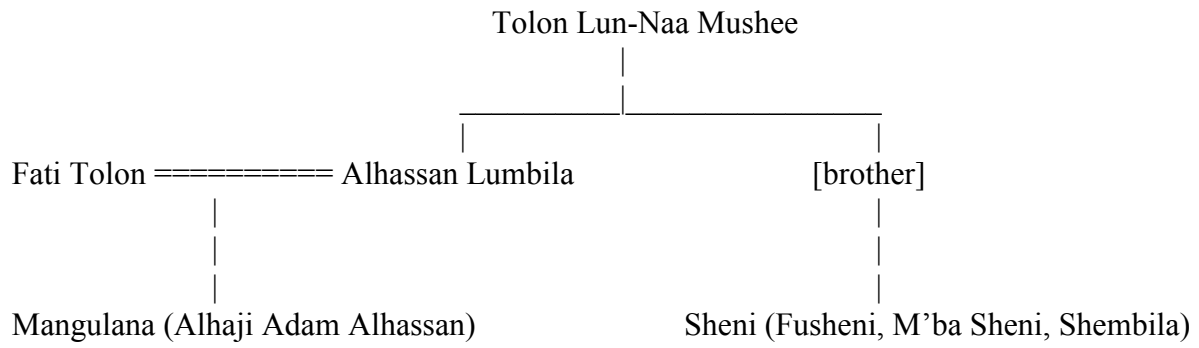 Tolon Lun-Naa Mushee
Fati Tolon ========== Alhassan Lumbila [brother]
Mangulana (Alhaji Adam Alhassan) Sheni (Fusheni, M’ba Sheni, Shembila)